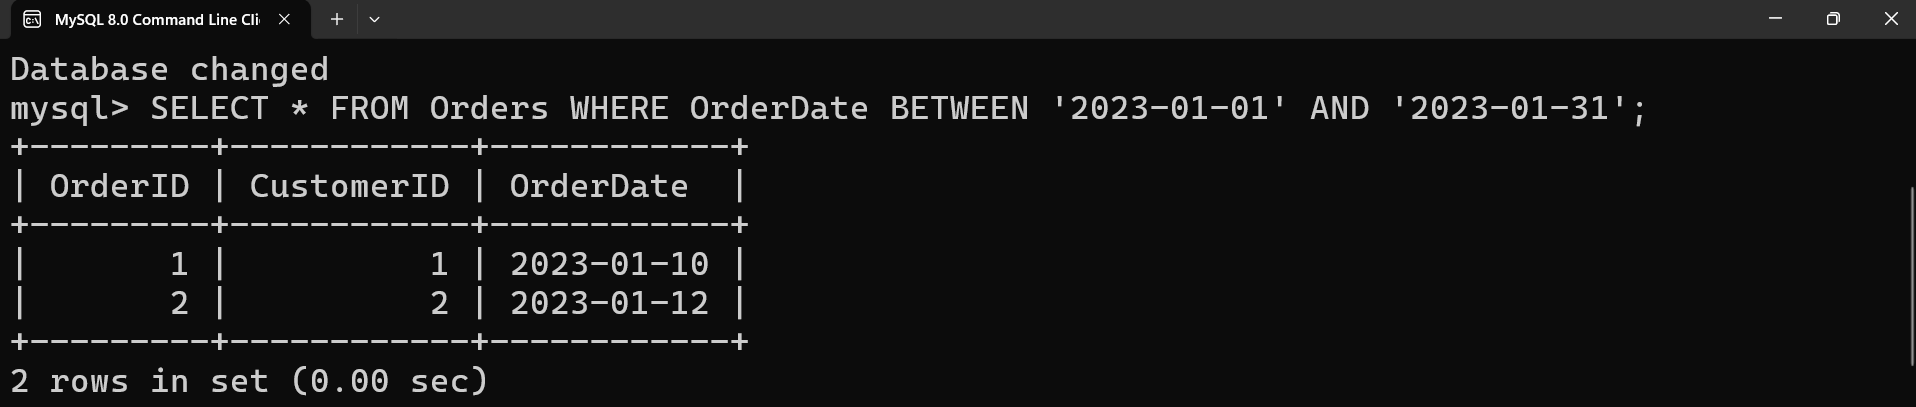 MySQL 8.0 Command Line Cli
Database changed
mysql> SELECT * FROM Orders WHERE OrderDate BETWEEN '2023-01-01' AND '2023-01-31';
+---------+------------+------------+
| OrderID | CustomerID | OrderDate  |
+---------+------------+------------+
|       1 |          1 | 2023-01-10 |
|       2 |          2 | 2023-01-12 |
+---------+------------+------------+
2 rows in set (0.00 sec)